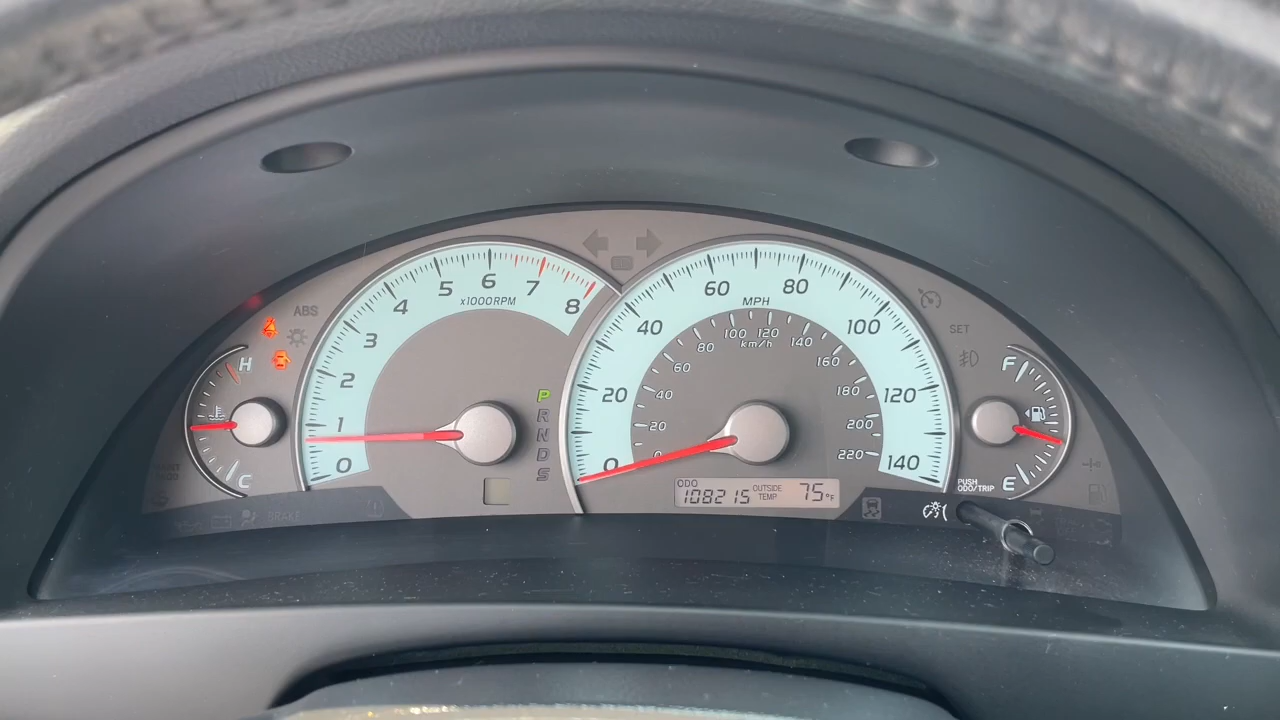 ABS
H
C
0
1
2
3
4
5
6
7
8
x1000RPM
P
R
N
D
S
0
20
40
60
80
100
120
140
MPH
20
40
60
80
100
120
140
160
180
200
220
km/h
ODO
108215
OUTSIDE
TEMP
75°F
SET
F
E
PUSH
ODO/TRIP
BRAKE